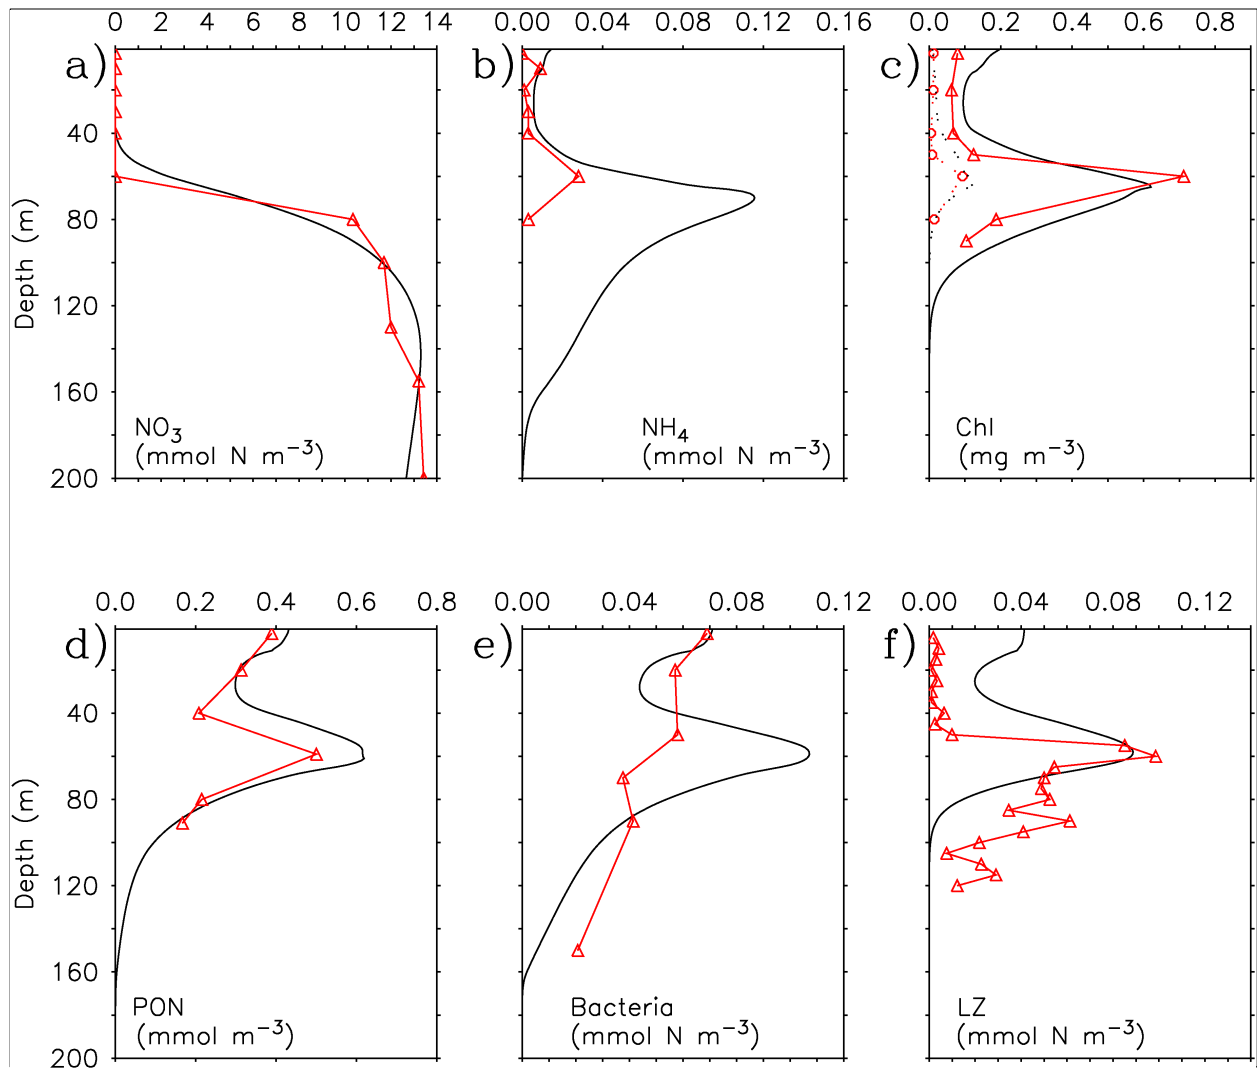 0 2 4 6 8 10 12 14
0.00 0.04 0.08 0.12 0.16
0.0 0.2 0.4 0.6 0.8
a)
b)
c)
40
80
120
160
200
Depth (m)
NO3
(mmol N m−3)
NH4
(mmol N m−3)
Chl
(mg m−3)
0.0 0.2 0.4 0.6 0.8
0.00 0.04 0.08 0.12
0.00 0.04 0.08 0.12
d)
e)
f)
40
80
120
160
200
Depth (m)
PON
(mmol m−3)
Bacteria
(mmol N m−3)
LZ
(mmol N m−3)